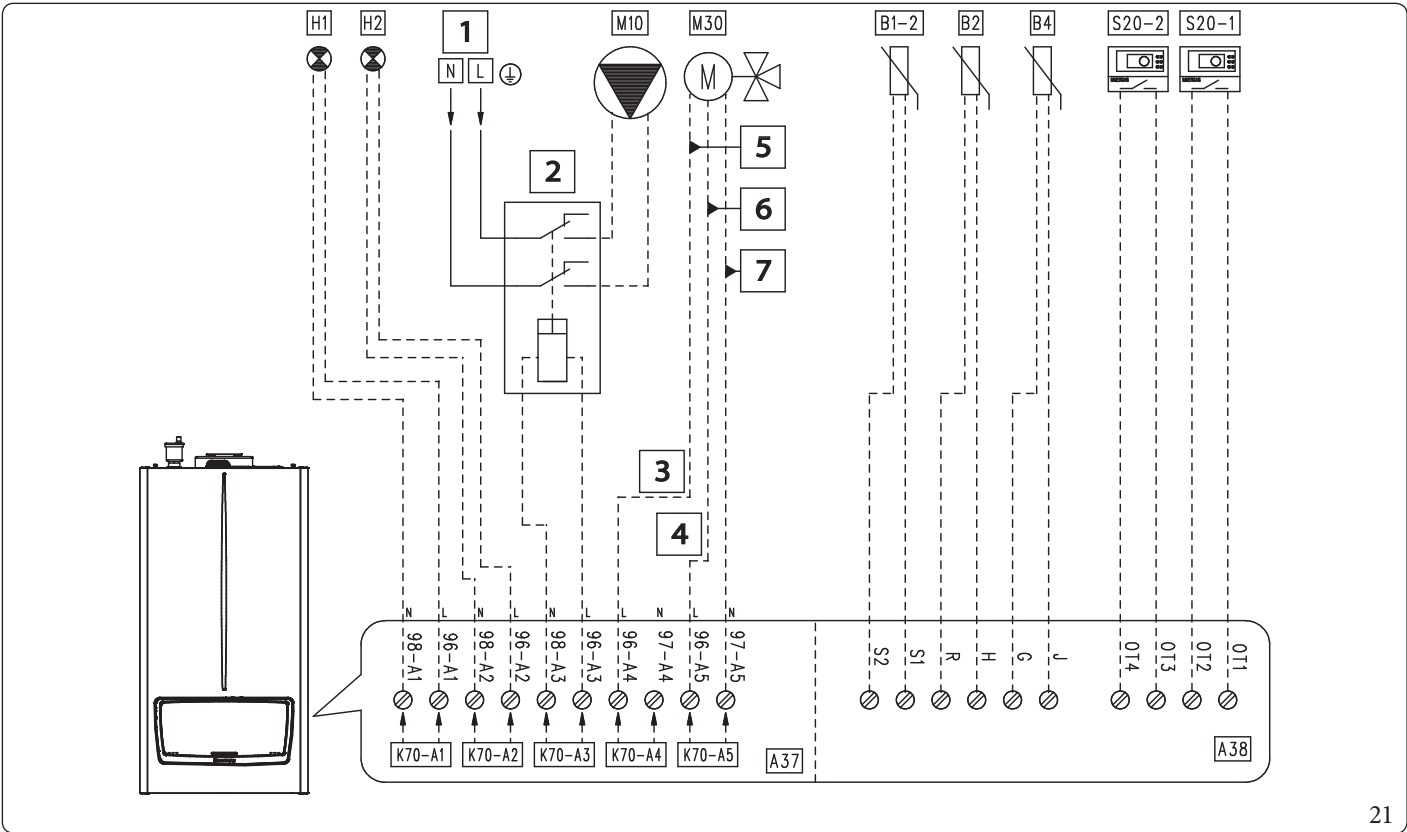 H1 H2 1 M10 M30 B1-2 B2 B4 S20-2 S20-1
N L
M
5
2
6
7
3
4
N L N L N L L N L N
98-A1 96-A1 98-A2 96-A2 98-A3 96-A3 96-A4 97-A4 96-A5 97-A5 S2 S1 R H G J OT4 OT3 OT2 OT1
K70-A1 K70-A2 K70-A3 K70-A4 K70-A5 A37 A38
21